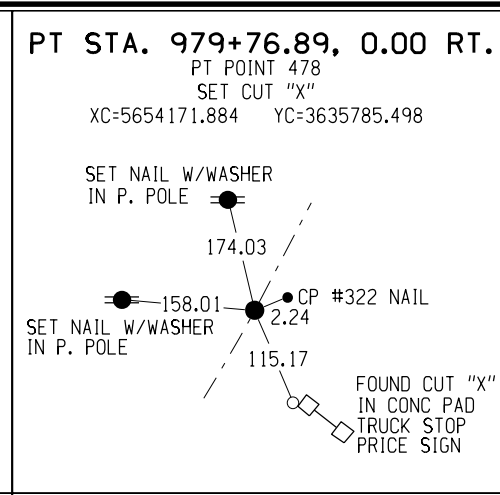 PT STA. 979+76.89, 0.00 RT.
PT POINT 478
SET CUT "X"
XC=5654171.884 YC=3635785.498
SET NAIL W/WASHER
IN P. POLE
174.03
158.01
CP #322 NAIL
2.24
SET NAIL W/WASHER
IN P. POLE
115.17
FOUND CUT "X"
IN CONC PAD
TRUCK STOP
PRICE SIGN